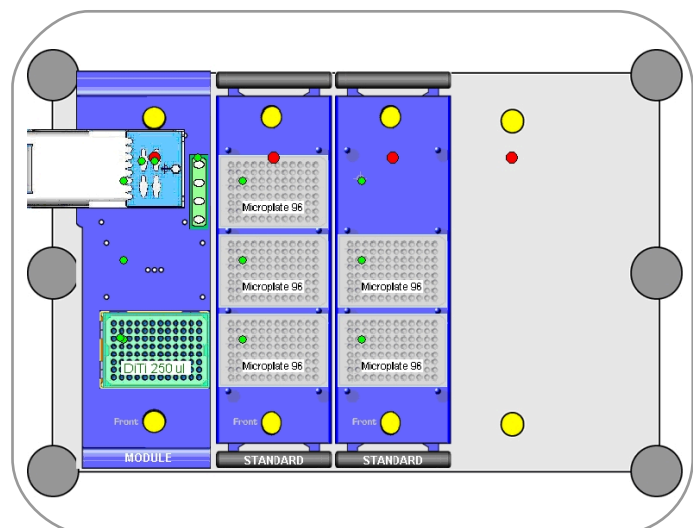 Microplate 96
Microplate 96
Microplate 96
Microplate 96
Microplate 96
DiTi 250 ul
Front
Front
Front
MODULE
STANDARD
STANDARD